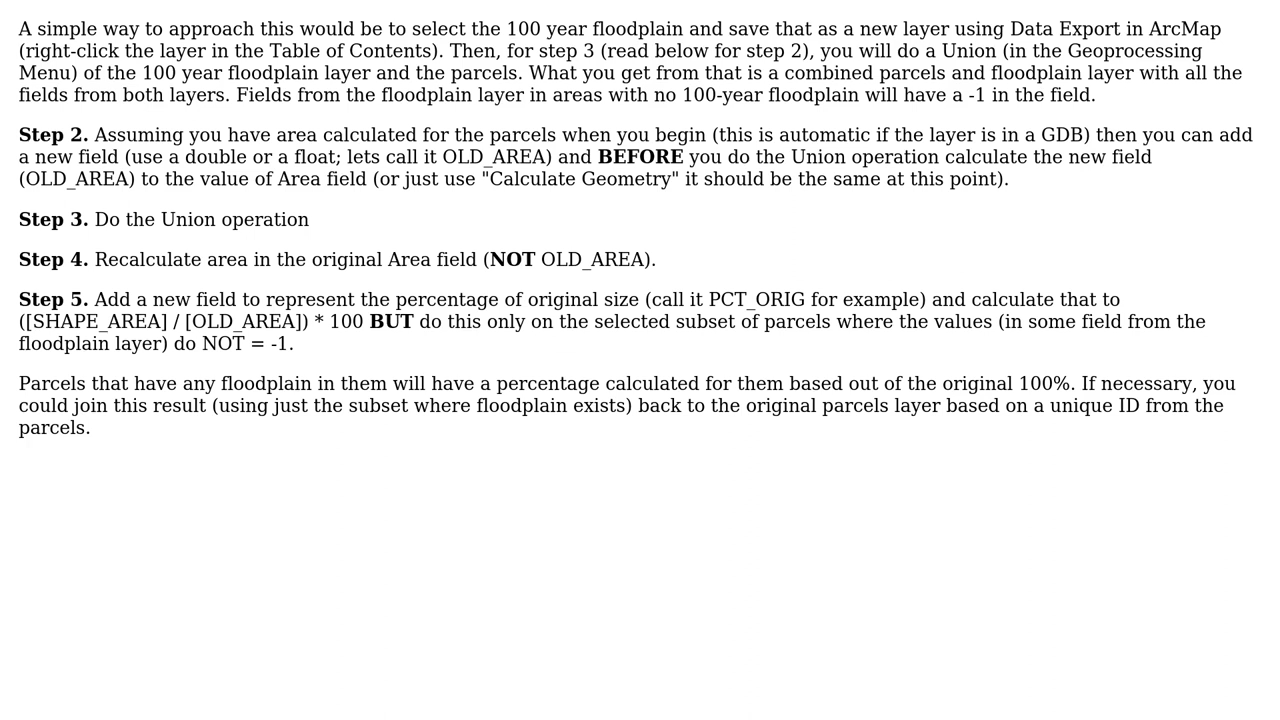 A simple way to approach this would be to select the 100 year floodplain and save that as a new layer using Data Export in ArcMap
(right-click the layer in the Table of Contents). Then, for step 3 (read below for step 2), you will do a Union (in the Geoprocessing
Menu) of the 100 year floodplain layer and the parcels. What you get from that is a combined parcels and floodplain layer with all the
fields from both layers. Fields from the floodplain layer in areas with no 100-year floodplain will have a -1 in the field.
Step 2. Assuming you have area calculated for the parcels when you begin (this is automatic if the layer is in a GDB) then you can add
a new field (use a double or a float; lets call it OLD_AREA) and BEFORE you do the Union operation calculate the new field
(OLD_AREA) to the value of Area field (or just use "Calculate Geometry" it should be the same at this point).
Step 3. Do the Union operation
Step 4. Recalculate area in the original Area field (NOT OLD_AREA).
Step 5. Add a new field to represent the percentage of original size (call it PCT_ORIG for example) and calculate that to
([SHAPE_AREA] / [OLD_AREA]) * 100 BUT do this only on the selected subset of parcels where the values (in some field from the
floodplain layer) do NOT = -1.
Parcels that have any floodplain in them will have a percentage calculated for them based out of the original 100%. If necessary, you
could join this result (using just the subset where floodplain exists) back to the original parcels layer based on a unique ID from the
parcels.